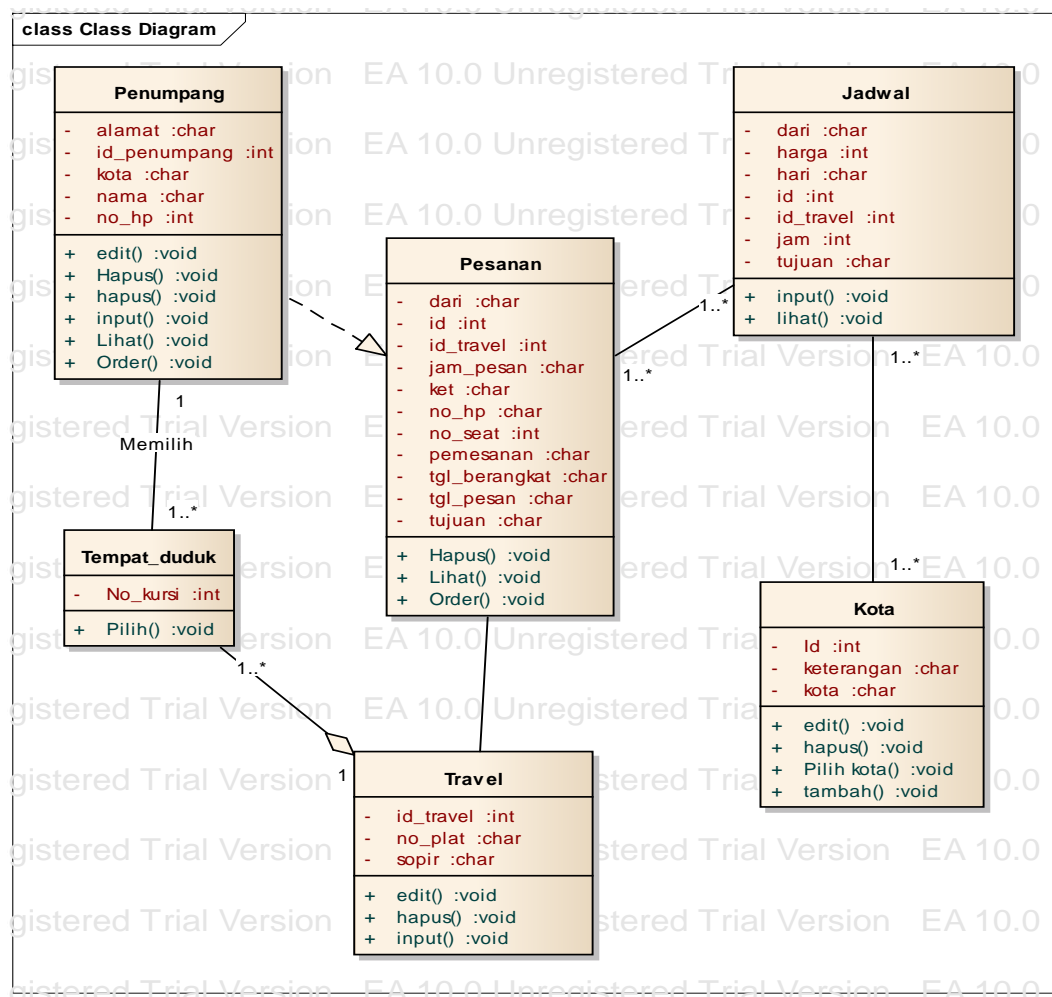 class Class Diagram
Penumpang
- alamat :char
- id_penumpang :int
- kota :char
- nama :char
- no_hp :int
+ edit() :void
+ Hapus() :void
+ hapus() :void
+ input() :void
+ Lihat() :void
+ Order() :void
Jadwal
- dari :char
- harga :int
- hari :char
- id :int
- id_travel :int
- jam :int
- tujuan :char
+ input() :void
+ lihat() :void
Pesanan
- dari :char
- id :int
- id_travel :int
- jam_pesan :char
- ket :char
- no_hp :char
- no_seat :int
- pemesanan :char
- tgl_berangkat :char
- tgl_pesan :char
- tujuan :char
+ Hapus() :void
+ Lihat() :void
+ Order() :void
1..*
1..*
1
Memilih
1..*
Tempat_duduk
- No_kursi :int
+ Pilih() :void
1..*
1
1..*
1..*
Kota
- Id :int
- keterangan :char
- kota :char
+ edit() :void
+ hapus() :void
+ Pilih kota() :void
+ tambah() :void
Travel
- id_travel :int
- no_plat :char
- sopir :char
+ edit() :void
+ hapus() :void
+ input() :void
EA 10.0 Unregistered Trial Version EA 10.0